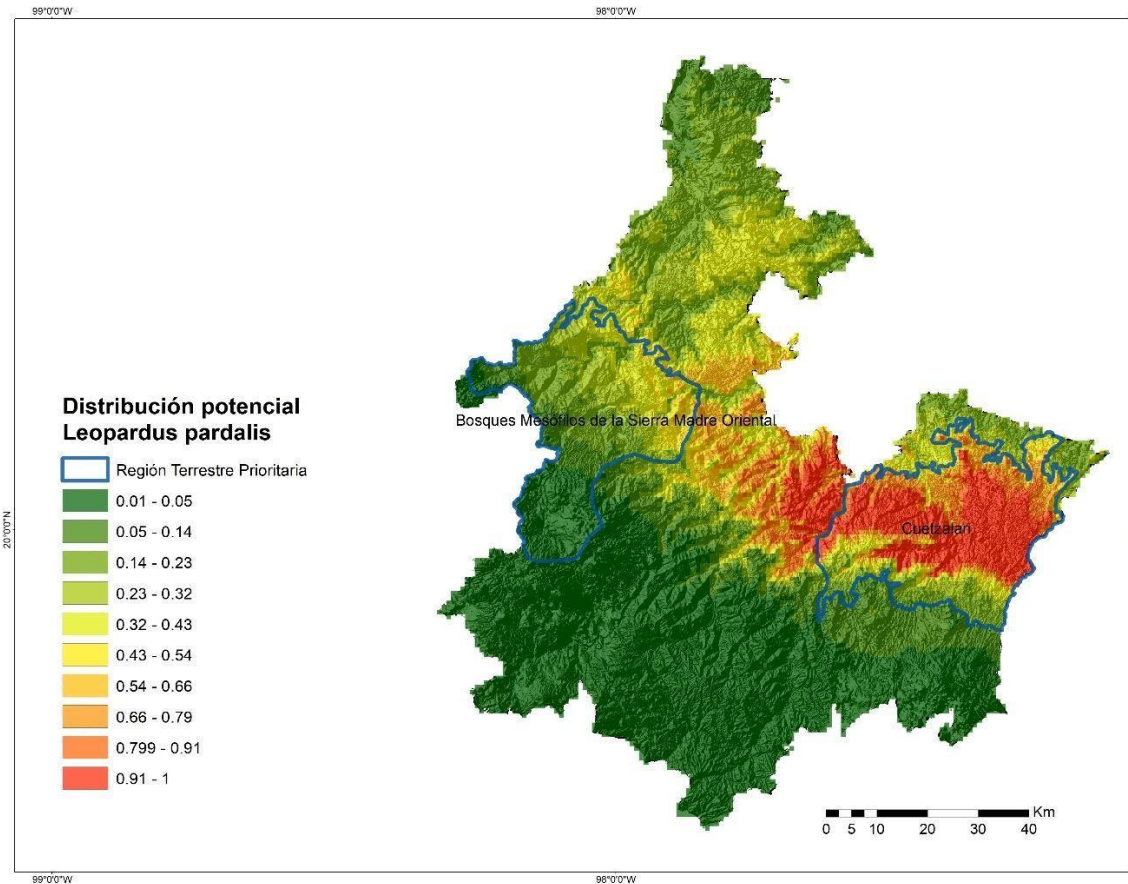 99°0'0"W 98°0'0"W
Bosques Mesófilos de la Sierra Madre Oriental
Distribución potencial
Leopardus pardalis
Región Terrestre Prioritaria
0.01 - 0.05
0.05 - 0.14
0.14 - 0.23
0.23 - 0.32
0.32 - 0.43
0.43 - 0.54
0.54 - 0.66
0.66 - 0.79
0.799 - 0.91
0.91 - 1
20°0'0"N
Cuetzalan
Km
0 5 10 20 30 40
99°0'0"W 98°0'0"W